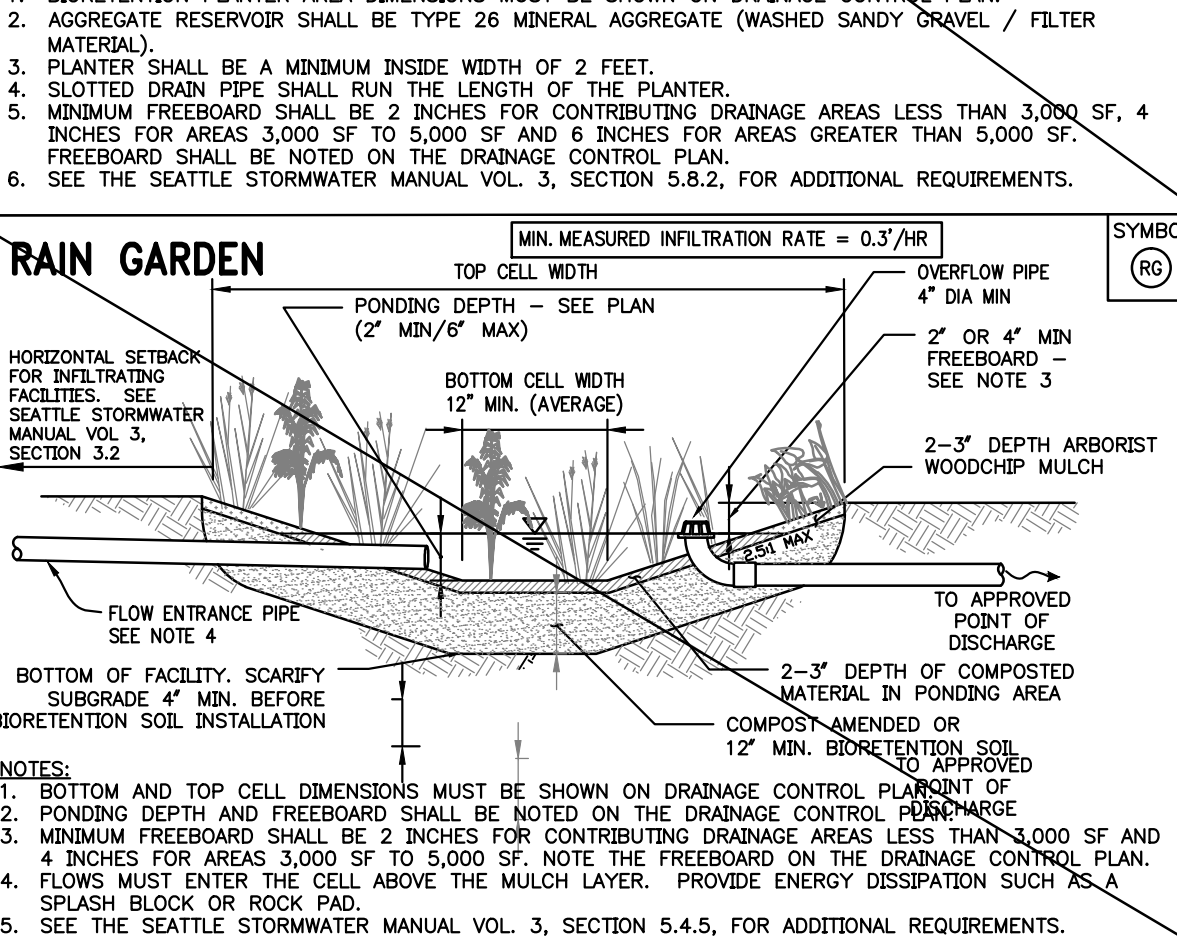 1. BIORETENTION PLANTER AREA DIMENSIONS MUST BE SHOWN ON DRAINAGE CONTROL PLAN.
2. AGGREGATE RESERVOIR SHALL BE TYPE 26 MINERAL AGGREGATE (WASHED SANDY GRAVEL / FILTER
MATERIAL).
3. PLANTER SHALL BE A MINIMUM INSIDE WIDTH OF 2 FEET.
4. SLOTTED DRAIN PIPE SHALL RUN THE LENGTH OF THE PLANTER.
5. MINIMUM FREEBOARD SHALL BE 2 INCHES FOR CONTRIBUTING DRAINAGE AREAS LESS THAN 3,000 SF, 4
INCHES FOR AREAS 3,000 SF TO 5,000 SF AND 6 INCHES FOR AREAS GREATER THAN 5,000 SF.
FREEBOARD SHALL BE NOTED ON THE DRAINAGE CONTROL PLAN.
6. SEE THE SEATTLE STORMWATER MANUAL VOL. 3, SECTION 5.8.2, FOR ADDITIONAL REQUIREMENTS.
RAIN GARDEN
MIN. MEASURED INFILTRATION RATE = 0.3'/HR
SYMBO
RG
TOP CELL WIDTH
OVERFLOW PIPE
4" DIA MIN
PONDING DEPTH – SEE PLAN
(2" MIN/6" MAX)
2" OR 4" MIN
FREEBOARD –
SEE NOTE 3
HORIZONTAL SETBACK
FOR INFILTRATING
FACILITIES. SEE
SEATTLE STORMWATER
MANUAL VOL 3,
SECTION 3.2
BOTTOM CELL WIDTH
12" MIN. (AVERAGE)
2–3" DEPTH ARBORIST
WOODCHIP MULCH
2.5:1 MAX
FLOW ENTRANCE PIPE
SEE NOTE 4
TO APPROVED
POINT OF
DISCHARGE
BOTTOM OF FACILITY. SCARIFY
SUBGRADE 4" MIN. BEFORE
BIORETENTION SOIL INSTALLATION
2–3" DEPTH OF COMPOSTED
MATERIAL IN PONDING AREA
COMPOST AMENDED OR
12" MIN. BIORETENTION SOIL
TO APPROVED
POINT OF
DISCHARGE
NOTES:
1. BOTTOM AND TOP CELL DIMENSIONS MUST BE SHOWN ON DRAINAGE CONTROL PLAN.
2. PONDING DEPTH AND FREEBOARD SHALL BE NOTED ON THE DRAINAGE CONTROL PLAN.
3. MINIMUM FREEBOARD SHALL BE 2 INCHES FOR CONTRIBUTING DRAINAGE AREAS LESS THAN 3,000 SF AND
4 INCHES FOR AREAS 3,000 SF TO 5,000 SF. NOTE THE FREEBOARD ON THE DRAINAGE CONTROL PLAN.
4. FLOWS MUST ENTER THE CELL ABOVE THE MULCH LAYER. PROVIDE ENERGY DISSIPATION SUCH AS A
SPLASH BLOCK OR ROCK PAD.
5. SEE THE SEATTLE STORMWATER MANUAL VOL. 3, SECTION 5.4.5, FOR ADDITIONAL REQUIREMENTS.